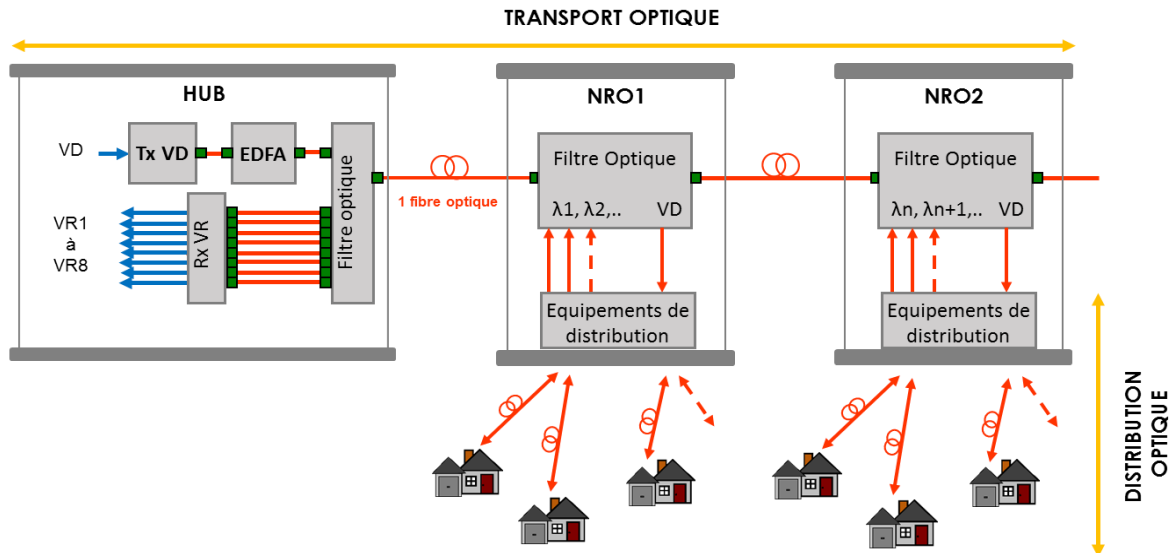 TRANSPORT OPTIQUE
HUB
VD
Tx VD
EDFA
Filtre optique
VR1
à
VR8
Rx VR
1 fibre optique
NRO1
Filtre Optique
λ1, λ2,.. VD
Equipements de
distribution
NRO2
Filtre Optique
λn, λn+1,.. VD
Equipements de
distribution
DISTRIBUTION
OPTIQUE